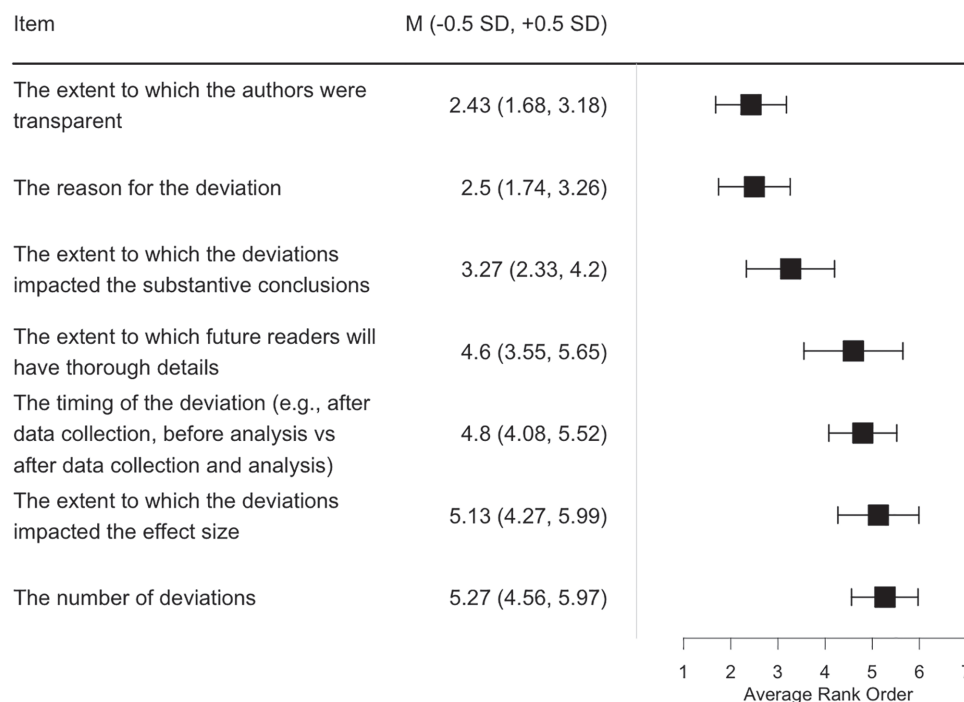 Item M (-0.5 SD, +0.5 SD)
The extent to which the authors were
transparent
2.43 (1.68, 3.18)
The reason for the deviation 2.5 (1.74, 3.26)
The extent to which the deviations
impacted the substantive conclusions
3.27 (2.33, 4.2)
The extent to which future readers will
have thorough details
4.6 (3.55, 5.65)
The timing of the deviation (e.g., after
data collection, before analysis vs
after data collection and analysis)
4.8 (4.08, 5.52)
The extent to which the deviations
impacted the effect size
5.13 (4.27, 5.99)
The number of deviations 5.27 (4.56, 5.97)
1 2 3 4 5 6
Average Rank Order